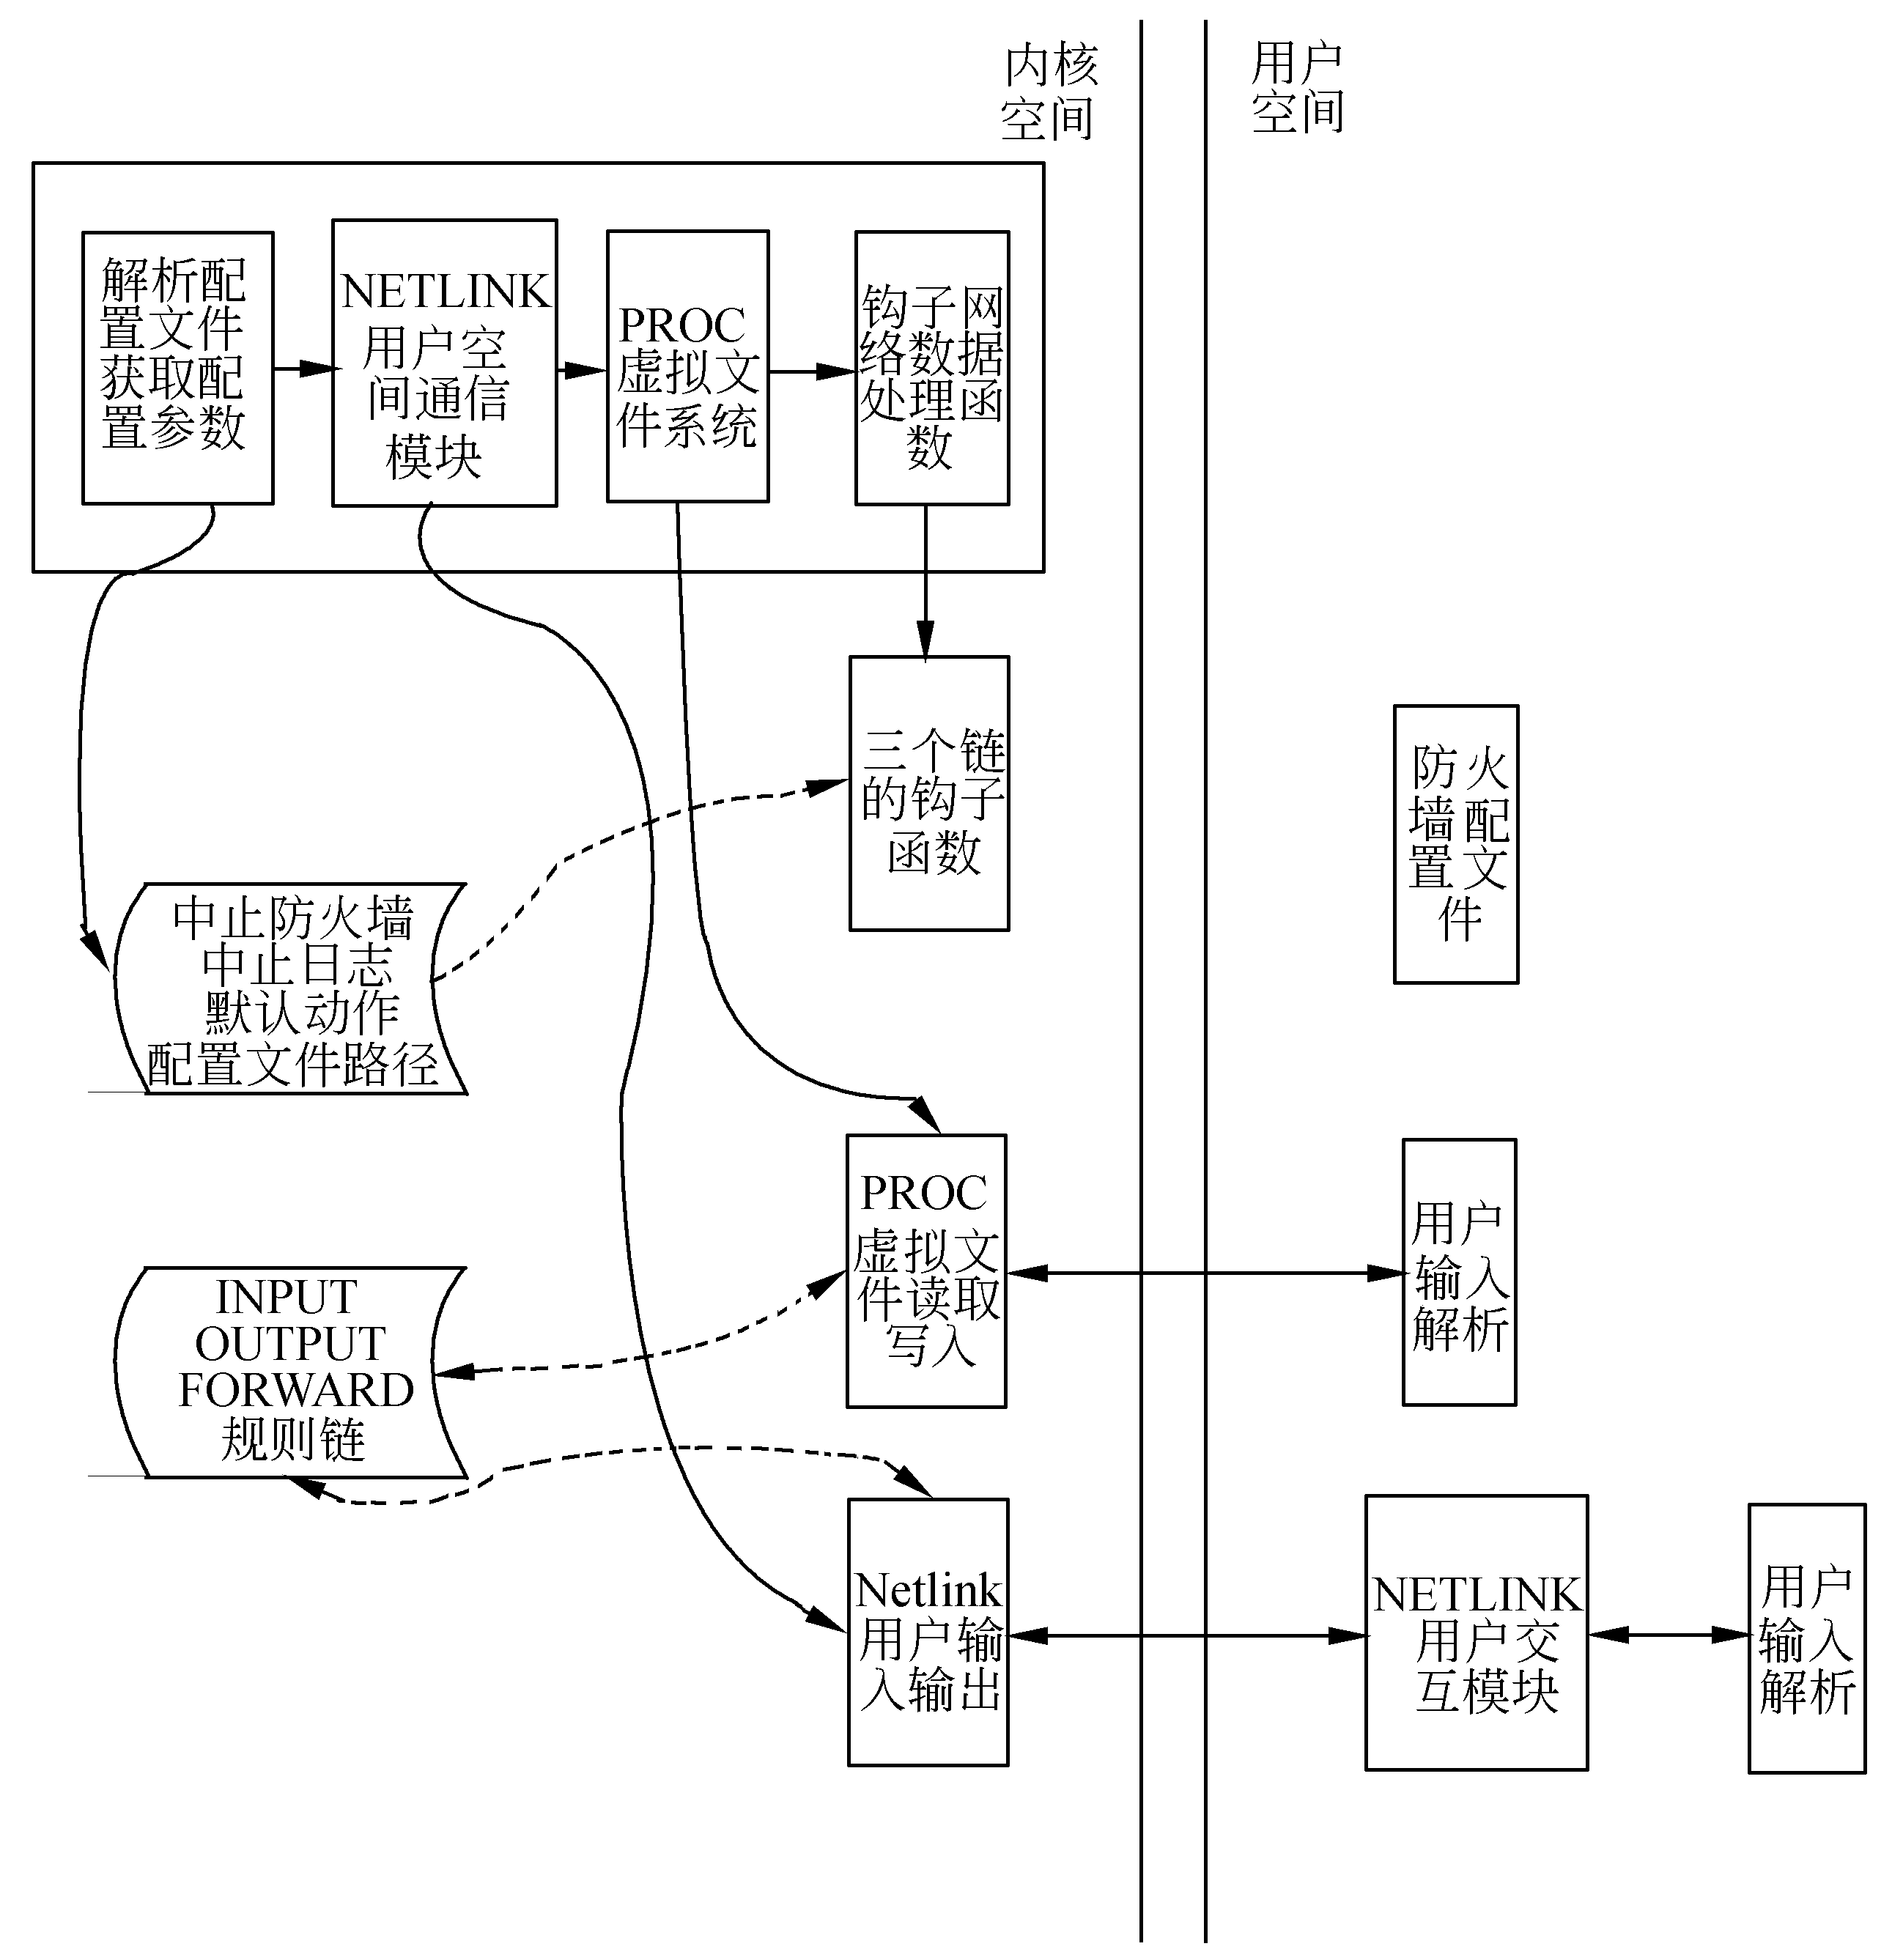 内核
空间
用户
空间
解析配
置文件
获取配
置参数
NETLINK
用户空
间通信
模块
PROC
虚拟文
件系统
钩子网
络数据
处理函
数
三个链
的钩子
函数
防火
墙配
置文
件
中止防火墙
中止日志
默认动作
配置文件路径
PROC
虚拟文
件读取
写入
用户
输入
解析
INPUT
OUTPUT
FORWARD
规则链
Netlink
用户输
入输出
NETLINK
用户交
互模块
用户
输入
解析